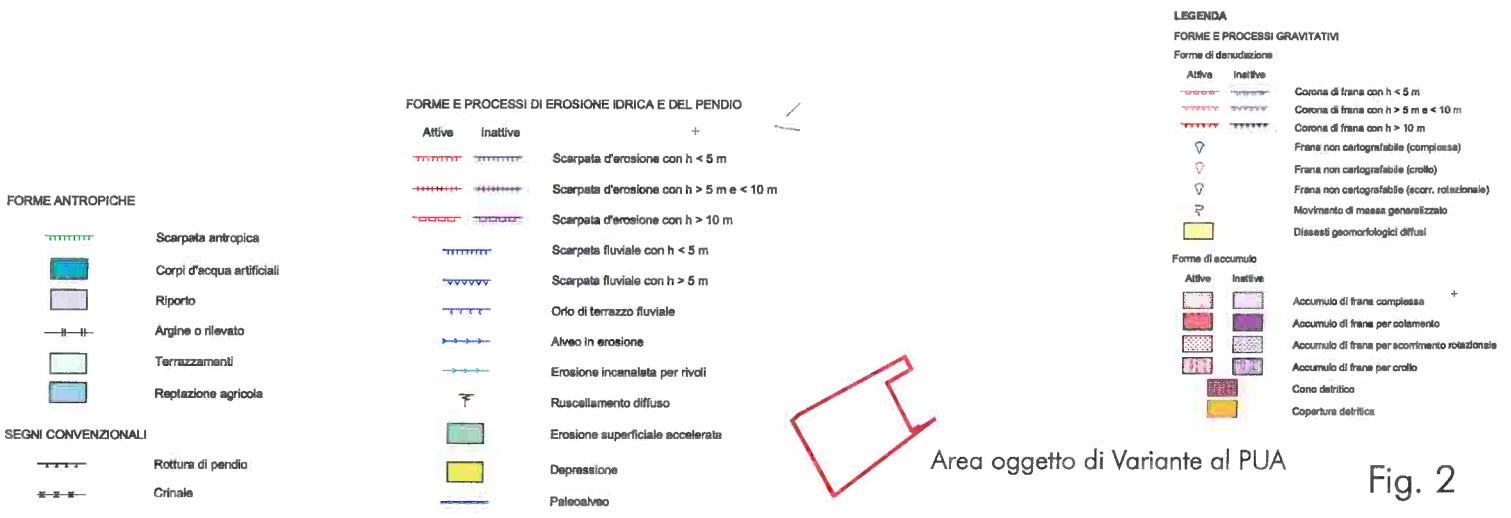 FORME ANTROPICHE
Scarpata antropica
Corpi d'acqua artificiali
Riporto
Argine o rilevato
Terrazzamenti
Reptazione agricola
SEGNI CONVENZIONALI
Rottura di pendio
Crinale
FORME E PROCESSI DI EROSIONE IDRICA E DEL PENDIO
Attive Inattive
Scarpata d'erosione con h < 5 m
Scarpata d'erosione con h > 5 m e < 10 m
Scarpata d'erosione con h > 10 m
Scarpata fluviale con h < 5 m
Scarpata fluviale con h > 5 m
Orlo di terrazzo fluviale
Alveo in erosione
Erosione incanalata per rivoli
Ruscellamento diffuso
Erosione superficiale accelerata
Depressione
Paleoalveo
Area oggetto di Variante al PUA
LEGENDA
FORME E PROCESSI GRAVITATIVI
Forme di denudazione
Attive Inattive
Corona di frana con h < 5 m
Corona di frana con h > 5 m e < 10 m
Corona di frana con h > 10 m
Frana non cartografabile (complessa)
Frana non cartografabile (crollo)
Frana non cartografabile (scorr. rotazionale)
Movimento di massa generalizzato
Dissesti geomorfologici diffusi
Forme di accumulo
Attive Inattive
Accumulo di frana complessa
Accumulo di frana per colamento
Accumulo di frana per scorrimento rotazionale
Accumulo di frana per crollo
Cono detritico
Copertura detritica
Fig. 2